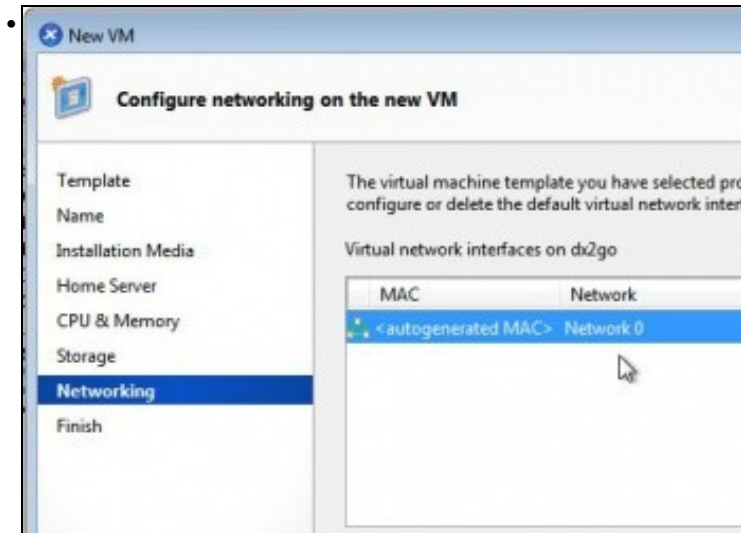 New VM
Configure networking on the new VM
Template
Name
Installation Media
Home Server
CPU & Memory
Storage
Networking
Finish
The virtual machine template you have selected pro
configure or delete the default virtual network interf
Virtual network interfaces on dx2go
MAC Network
<autogenerated MAC> Network 0